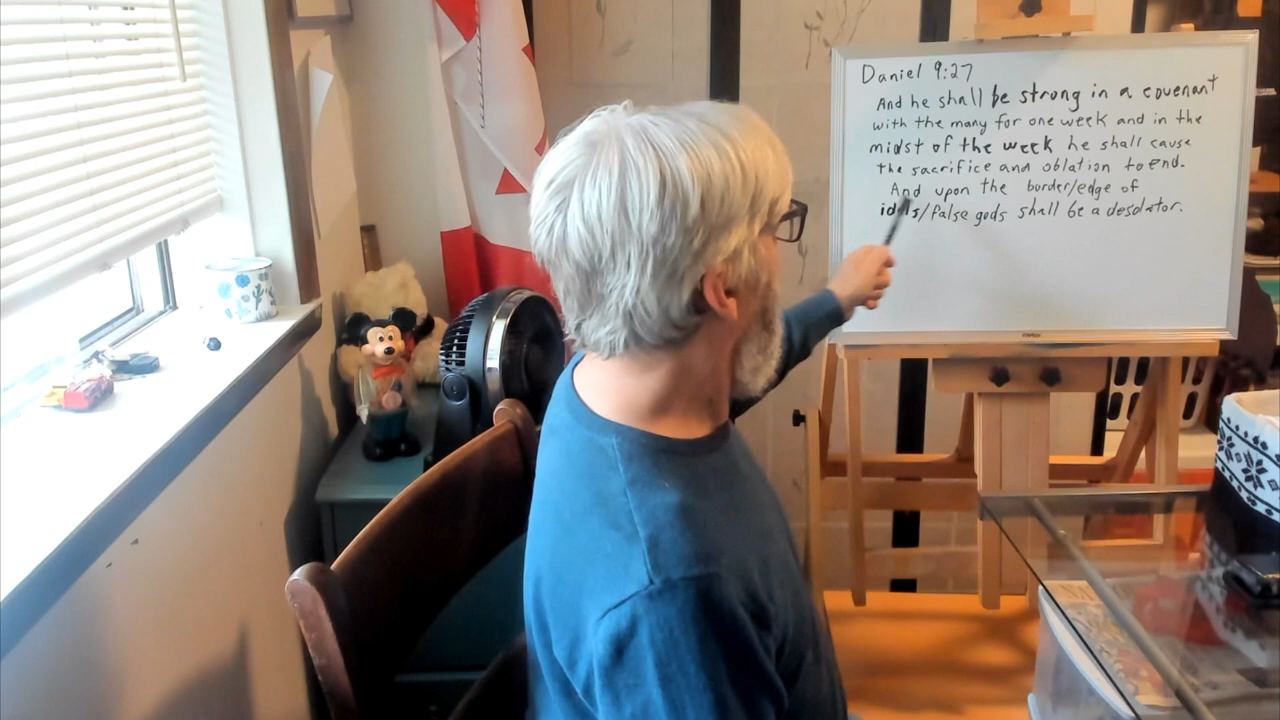 Daniel 9:27
And he shall be strong in a covenant
with the many for one week and in the
midst of the week he shall cause
the sacrifice and oblation to end.
And upon the border/edge of
idols/false gods shall be a desolator.